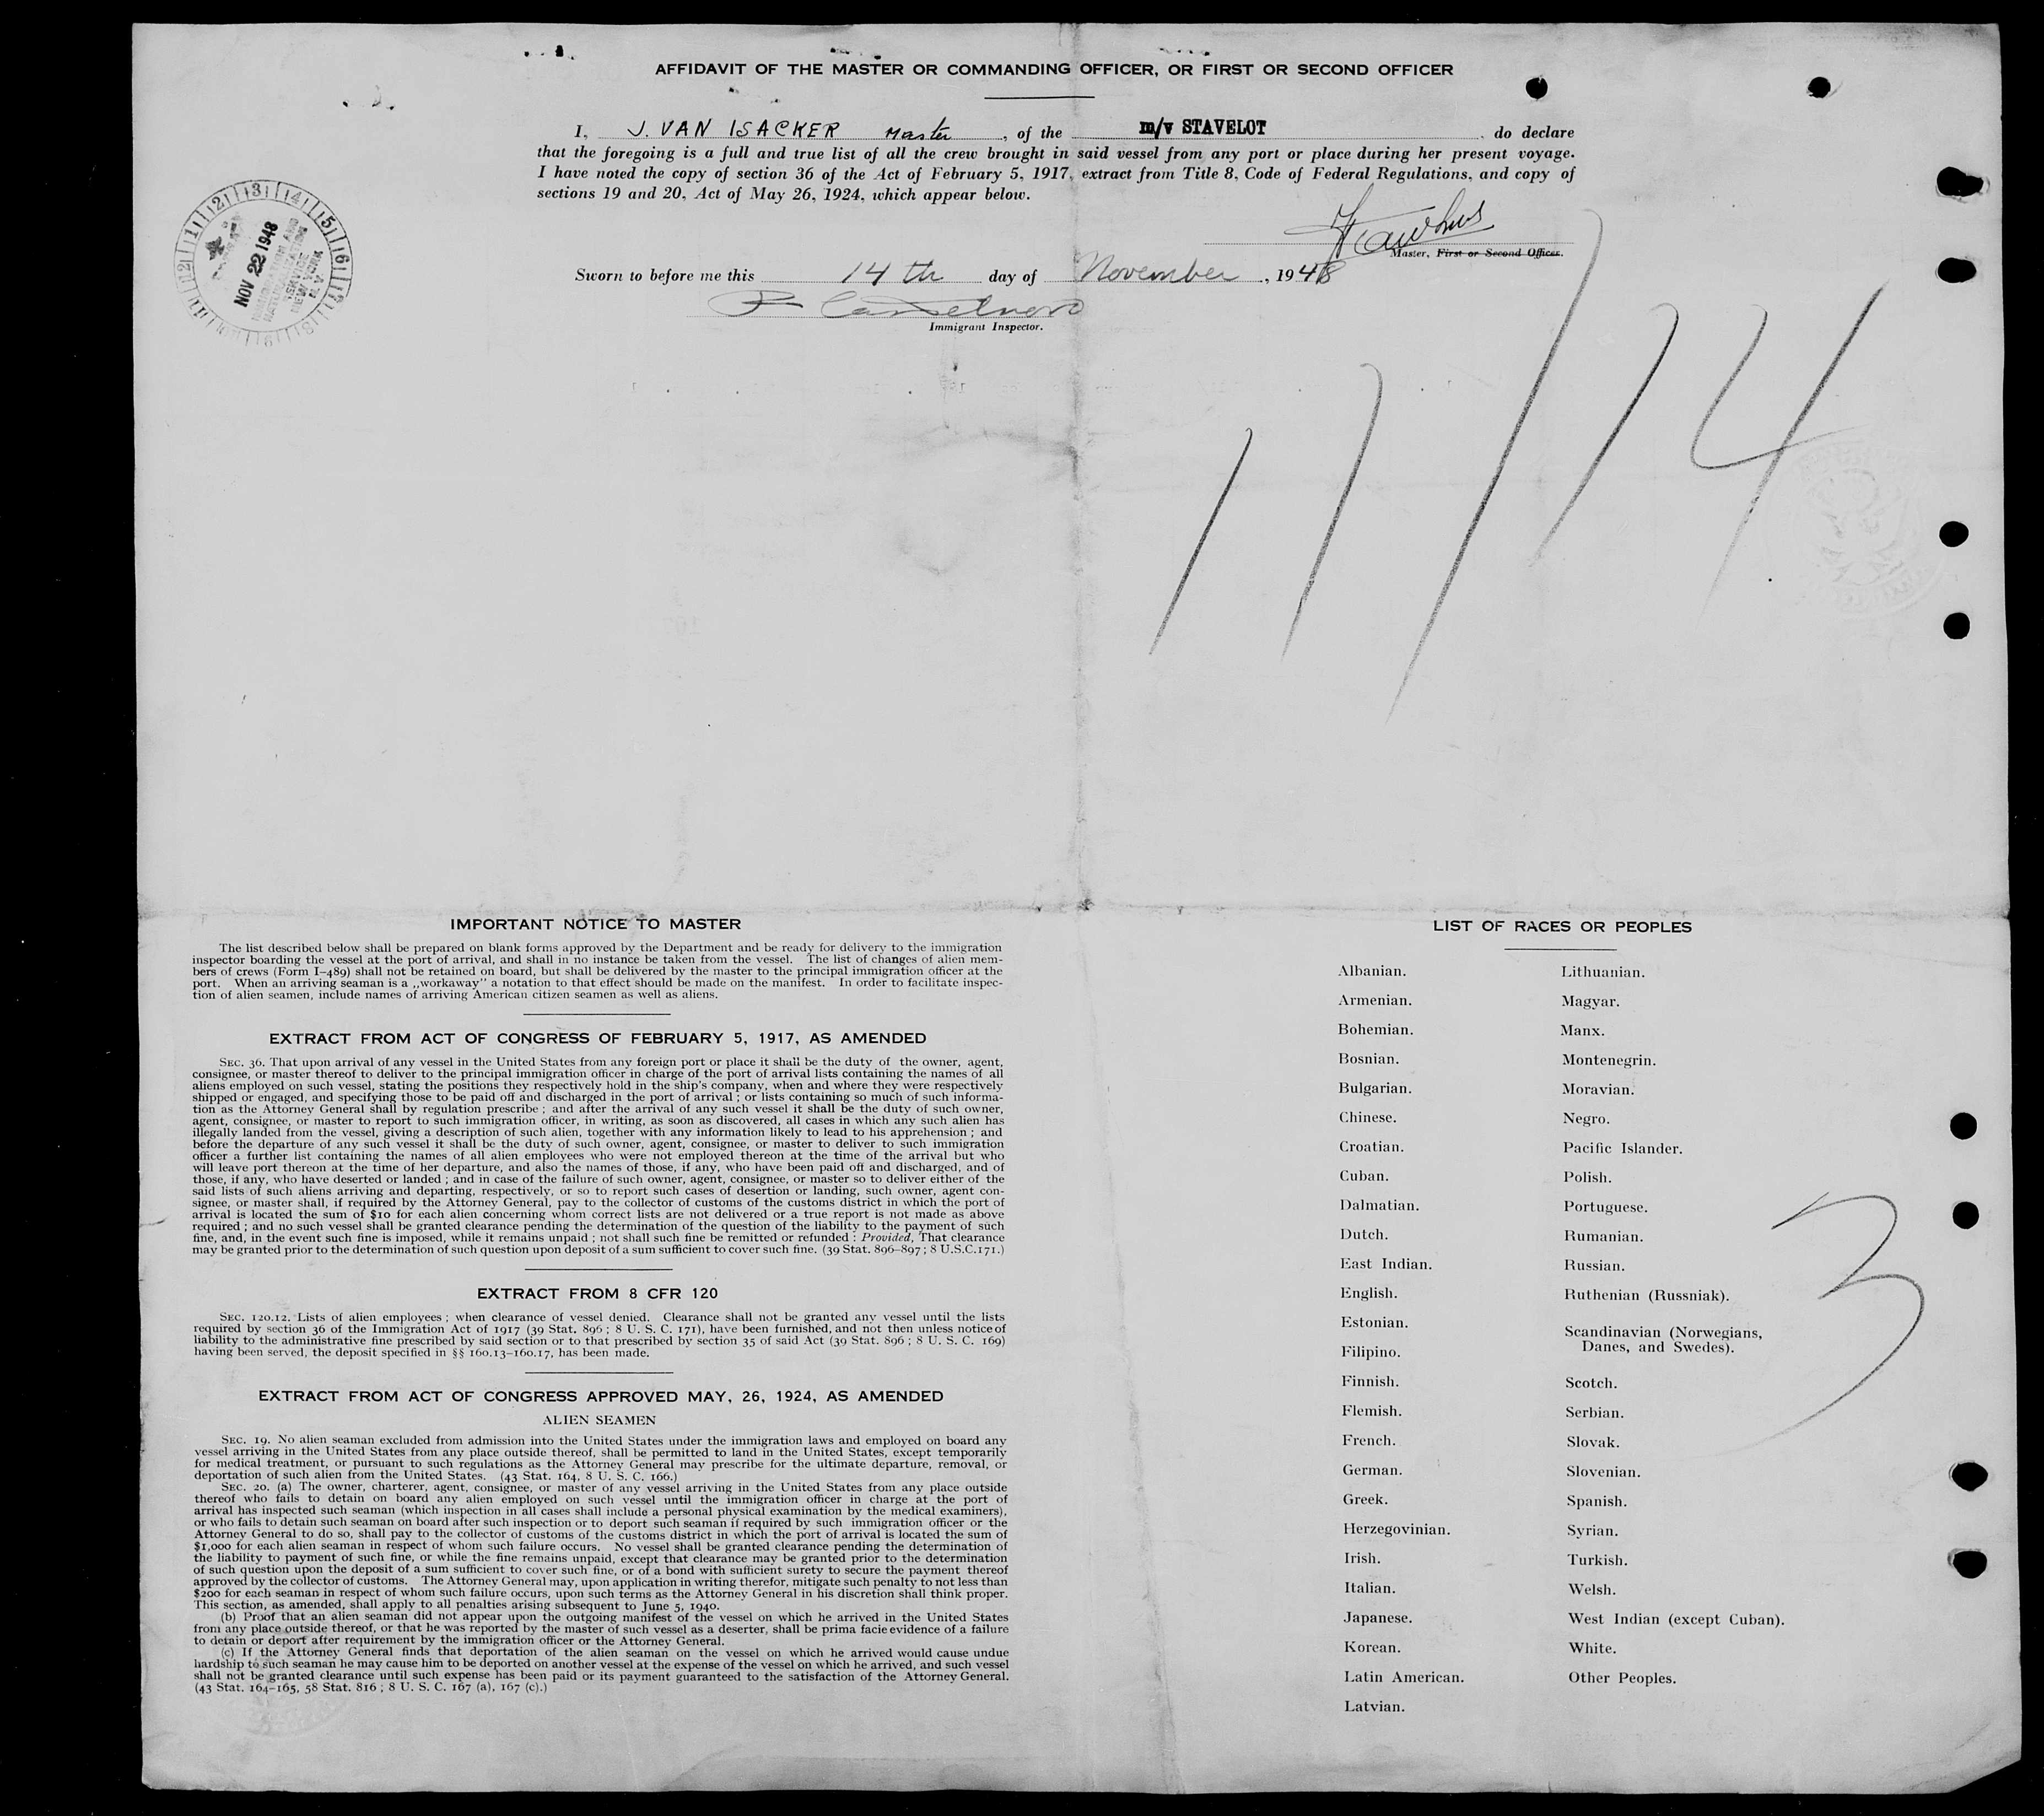 AFFIDAVIT OF THE MASTER OR COMMANDING OFFICER, OR FIRST OR SECOND OFFICER
I, J. VAN ISACKER Master, of the m/v STAVELOT, do declare
that the foregoing is a full and true list of all the crew brought in said vessel from any port or place during her present voyage.
I have noted the copy of section 36 of the Act of February 5, 1917, extract from Title 8, Code of Federal Regulations, and copy of
sections 19 and 20, Act of May 26, 1924, which appear below.
Master, First or Second Officer.
Sworn to before me this 14th day of November, 1948
Immigrant Inspector.
NOV 22 1948
IMMIGRATION AND
NATURALIZATION
SERVICE
NEW YORK
N.Y.
11/14
IMPORTANT NOTICE TO MASTER
The list described below shall be prepared on blank forms approved by the Department and be ready for delivery to the immigration
inspector boarding the vessel at the port of arrival, and shall in no instance be taken from the vessel. The list of changes of alien mem-
bers of crews (Form I-489) shall not be retained on board, but shall be delivered by the master to the principal immigration officer at the
port. When an arriving seaman is a „workaway" a notation to that effect should be made on the manifest. In order to facilitate inspec-
tion of alien seamen, include names of arriving American citizen seamen as well as aliens.
EXTRACT FROM ACT OF CONGRESS OF FEBRUARY 5, 1917, AS AMENDED
SEC. 36. That upon arrival of any vessel in the United States from any foreign port or place it shall be the duty of the owner, agent,
consignee, or master thereof to deliver to the principal immigration officer in charge of the port of arrival lists containing the names of all
aliens employed on such vessel, stating the positions they respectively hold in the ship's company, when and where they were respectively
shipped or engaged, and specifying those to be paid off and discharged in the port of arrival ; or lists containing so much of such informa-
tion as the Attorney General shall by regulation prescribe ; and after the arrival of any such vessel it shall be the duty of such owner,
agent, consignee, or master to report to such immigration officer, in writing, as soon as discovered, all cases in which any such alien has
illegally landed from the vessel, giving a description of such alien, together with any information likely to lead to his apprehension ; and
before the departure of any such vessel it shall be the duty of such owner, agent, consignee, or master to deliver to such immigration
officer a further list containing the names of all alien employees who were not employed thereon at the time of the arrival but who
will leave port thereon at the time of her departure, and also the names of those, if any, who have been paid off and discharged, and of
those, if any, who have deserted or landed ; and in case of the failure of such owner, agent, consignee, or master so to deliver either of the
said lists of such aliens arriving and departing, respectively, or so to report such cases of desertion or landing, such owner, agent con-
signee, or master shall, if required by the Attorney General, pay to the collector of customs of the customs district in which the port of
arrival is located the sum of $10 for each alien concerning whom correct lists are not delivered or a true report is not made as above
required ; and no such vessel shall be granted clearance pending the determination of the question of the liability to the payment of such
fine, and, in the event such fine is imposed, while it remains unpaid ; not shall such fine be remitted or refunded : Provided, That clearance
may be granted prior to the determination of such question upon deposit of a sum sufficient to cover such fine. (39 Stat. 896-897 ; 8 U.S.C.171.)
EXTRACT FROM 8 CFR 120
SEC. 120.12. Lists of alien employees ; when clearance of vessel denied. Clearance shall not be granted any vessel until the lists
required by section 36 of the Immigration Act of 1917 (39 Stat. 896 ; 8 U. S. C. 171), have been furnished, and not then unless notice of
liability to the administrative fine prescribed by said section or to that prescribed by section 35 of said Act (39 Stat. 896 ; 8 U. S. C. 169)
having been served, the deposit specified in §§ 160.13-160.17, has been made.
EXTRACT FROM ACT OF CONGRESS APPROVED MAY, 26, 1924, AS AMENDED
ALIEN SEAMEN
SEC. 19. No alien seaman excluded from admission into the United States under the immigration laws and employed on board any
vessel arriving in the United States from any place outside thereof, shall be permitted to land in the United States, except temporarily
for medical treatment, or pursuant to such regulations as the Attorney General may prescribe for the ultimate departure, removal, or
deportation of such alien from the United States. (43 Stat. 164, 8 U. S. C. 166.)
SEC. 20. (a) The owner, charterer, agent, consignee, or master of any vessel arriving in the United States from any place outside
thereof who fails to detain on board any alien employed on such vessel until the immigration officer in charge at the port of
arrival has inspected such seaman (which inspection in all cases shall include a personal physical examination by the medical examiners),
or who fails to detain such seaman on board after such inspection or to deport such seaman if required by such immigration officer or the
Attorney General to do so, shall pay to the collector of customs of the customs district in which the port of arrival is located the sum of
$1,000 for each alien seaman in respect of whom such failure occurs. No vessel shall be granted clearance pending the determination of
the liability to payment of such fine, or while the fine remains unpaid, except that clearance may be granted prior to the determination
of such question upon the deposit of a sum sufficient to cover such fine, or of a bond with sufficient surety to secure the payment thereof
approved by the collector of customs. The Attorney General may, upon application in writing therefor, mitigate such penalty to not less than
$200 for each seaman in respect of whom such failure occurs, upon such terms as the Attorney General in his discretion shall think proper.
This section, as amended, shall apply to all penalties arising subsequent to June 5, 1940.
(b) Proof that an alien seaman did not appear upon the outgoing manifest of the vessel on which he arrived in the United States
from any place outside thereof, or that he was reported by the master of such vessel as a deserter, shall be prima facie evidence of a failure
to detain or deport after requirement by the immigration officer or the Attorney General.
(c) If the Attorney General finds that deportation of the alien seaman on the vessel on which he arrived would cause undue
hardship to such seaman he may cause him to be deported on another vessel at the expense of the vessel on which he arrived, and such vessel
shall not be granted clearance until such expense has been paid or its payment guaranteed to the satisfaction of the Attorney General.
(43 Stat. 164-165, 58 Stat. 816 ; 8 U. S. C. 167 (a), 167 (c).)
LIST OF RACES OR PEOPLES
Albanian.
Armenian.
Bohemian.
Bosnian.
Bulgarian.
Chinese.
Croatian.
Cuban.
Dalmatian.
Dutch.
East Indian.
English.
Estonian.
Filipino.
Finnish.
Flemish.
French.
German.
Greek.
Herzegovinian.
Irish.
Italian.
Japanese.
Korean.
Latin American.
Latvian.
Lithuanian.
Magyar.
Manx.
Montenegrin.
Moravian.
Negro.
Pacific Islander.
Polish.
Portuguese.
Rumanian.
Russian.
Ruthenian (Russniak).
Scandinavian (Norwegians,
Danes, and Swedes).
Scotch.
Serbian.
Slovak.
Slovenian.
Spanish.
Syrian.
Turkish.
Welsh.
West Indian (except Cuban).
White.
Other Peoples.
3